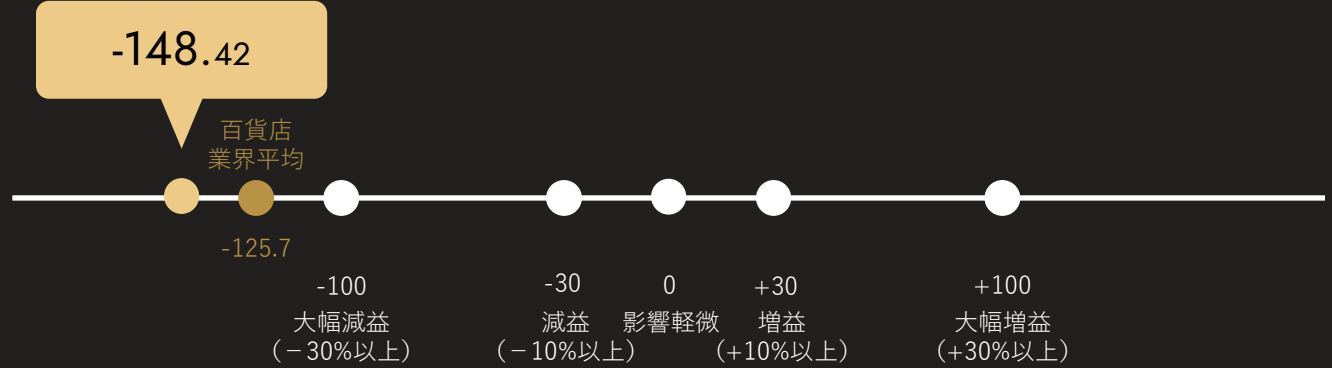 -148.42
百貨店
業界平均
-125.7
-100
大幅減益
（－30%以上）
-30
減益
（－10%以上）
0
影響軽微
+30
増益
（+10%以上）
+100
大幅増益
（+30%以上）